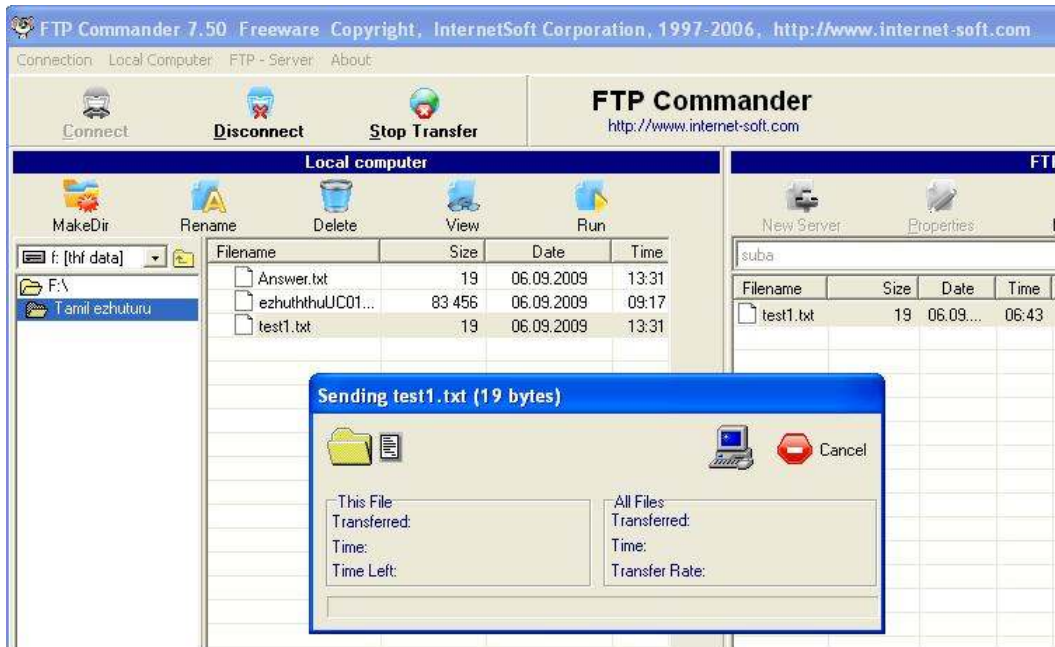 FTP Commander 7.50 Freeware Copyright, InternetSoft Corporation, 1997-2006, http://www.internet-soft.com
Connection Local Computer FTP - Server About
Connect Disconnect Stop Transfer
FTP Commander
http://www.internet-soft.com
Local computer
MakeDir Rename Delete View Run
f: [thf data]
F:\
Tamil ezhuturu
Filename Size Date Time
Answer.txt 19 06.09.2009 13:31
ezhuththuUC01... 83 456 06.09.2009 09:17
test1.txt 19 06.09.2009 13:31
New Server Properties
suba
Filename Size Date Time
test1.txt 19 06.09.... 06:43
Sending test1.txt (19 bytes)
Cancel
This File
Transferred:
Time:
Time Left:
All Files
Transferred:
Time:
Transfer Rate: